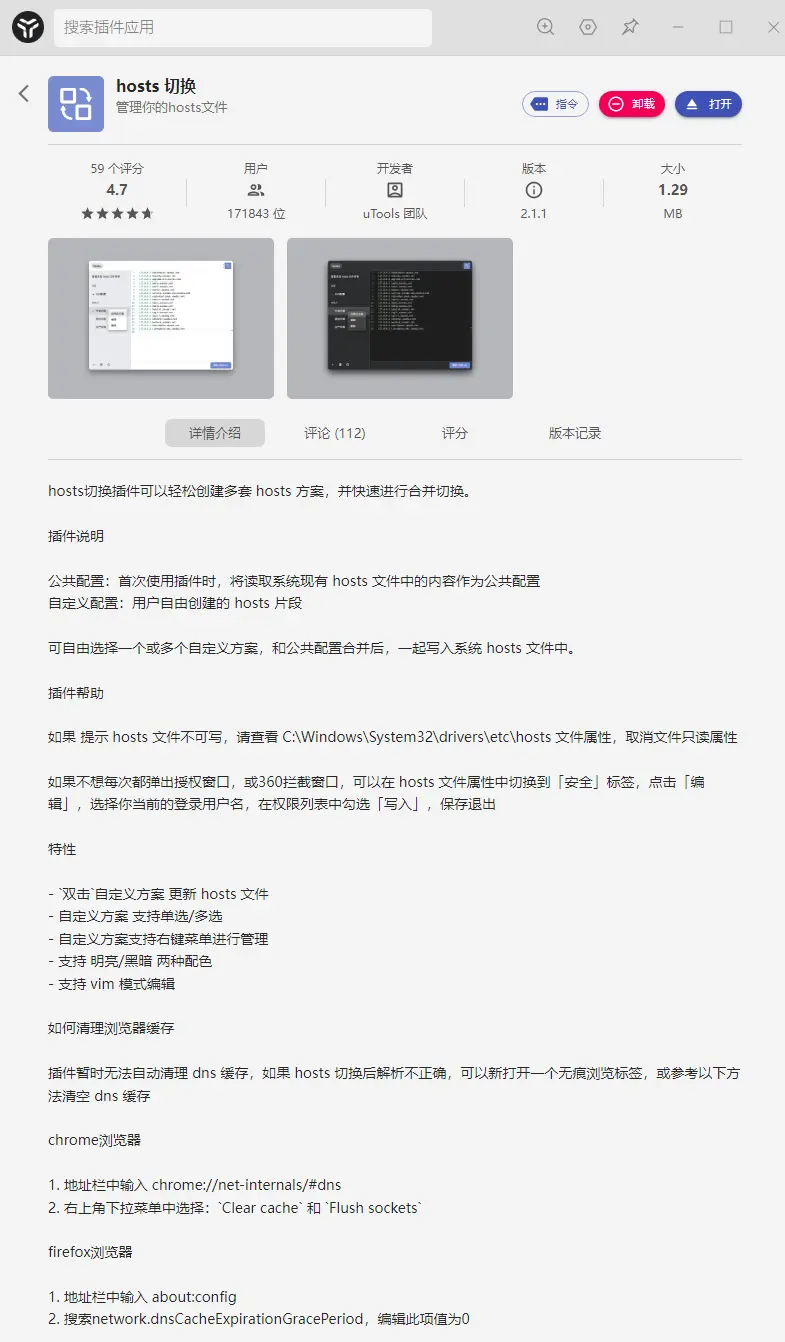 搜索插件应用
hosts 切换
管理你的hosts文件
指令
卸载
打开
59 个评分
用户
开发者
版本
大小
4.7
1.29
171843 位
uTools 团队
2.1.1
MB
详情介绍
评论 (112)
评分
版本记录
hosts切换插件可以轻松创建多套 hosts 方案，并快速进行合并切换。
插件说明
公共配置：首次使用插件时，将读取系统现有 hosts 文件中的内容作为公共配置
自定义配置：用户自由创建的 hosts 片段
可自由选择一个或多个自定义方案，和公共配置合并后，一起写入系统 hosts 文件中。
插件帮助
如果 提示 hosts 文件不可写，请查看 C:\Windows\System32\drivers\etc\hosts 文件属性，取消文件只读属性
如果不想每次都弹出授权窗口，或360拦截窗口，可以在 hosts 文件属性中切换到「安全」标签，点击「编
辑」，选择你当前的登录用户名，在权限列表中勾选「写入」，保存退出
特性
- `双击`自定义方案 更新 hosts 文件
- 自定义方案 支持单选/多选
- 自定义方案支持右键菜单进行管理
- 支持 明亮/黑暗 两种配色
- 支持 vim 模式编辑
如何清理浏览器缓存
插件暂时无法自动清理 dns 缓存，如果 hosts 切换后解析不正确，可以新打开一个无痕浏览标签，或参考以下方
法清空 dns 缓存
chrome浏览器
1. 地址栏中输入 chrome://net-internals/#dns
2. 右上角下拉菜单中选择：`Clear cache` 和 `Flush sockets`
firefox浏览器
1. 地址栏中输入 about:config
2. 搜索network.dnsCacheExpirationGracePeriod，编辑此项值为0